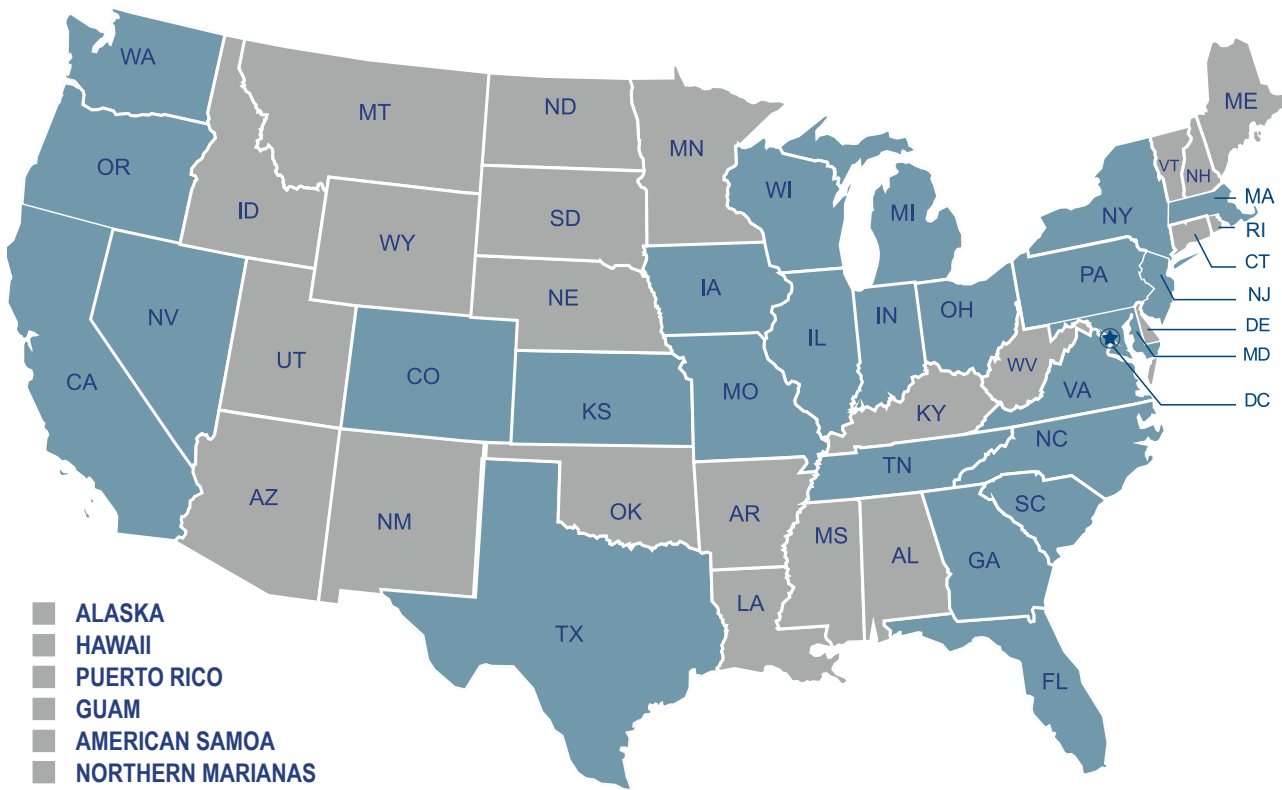 WA
MT
ND
MN
ME
OR
ID
WY
SD
WI
MI
VT
NH
NY
MA
RI
CT
NJ
DE
MD
DC
PA
NV
UT
NE
IA
IL
IN
OH
WV
VA
CA
CO
KS
MO
KY
NC
TN
SC
AZ
NM
OK
AR
MS
AL
GA
LA
TX
FL
ALASKA
HAWAII
PUERTO RICO
GUAM
AMERICAN SAMOA
NORTHERN MARIANAS